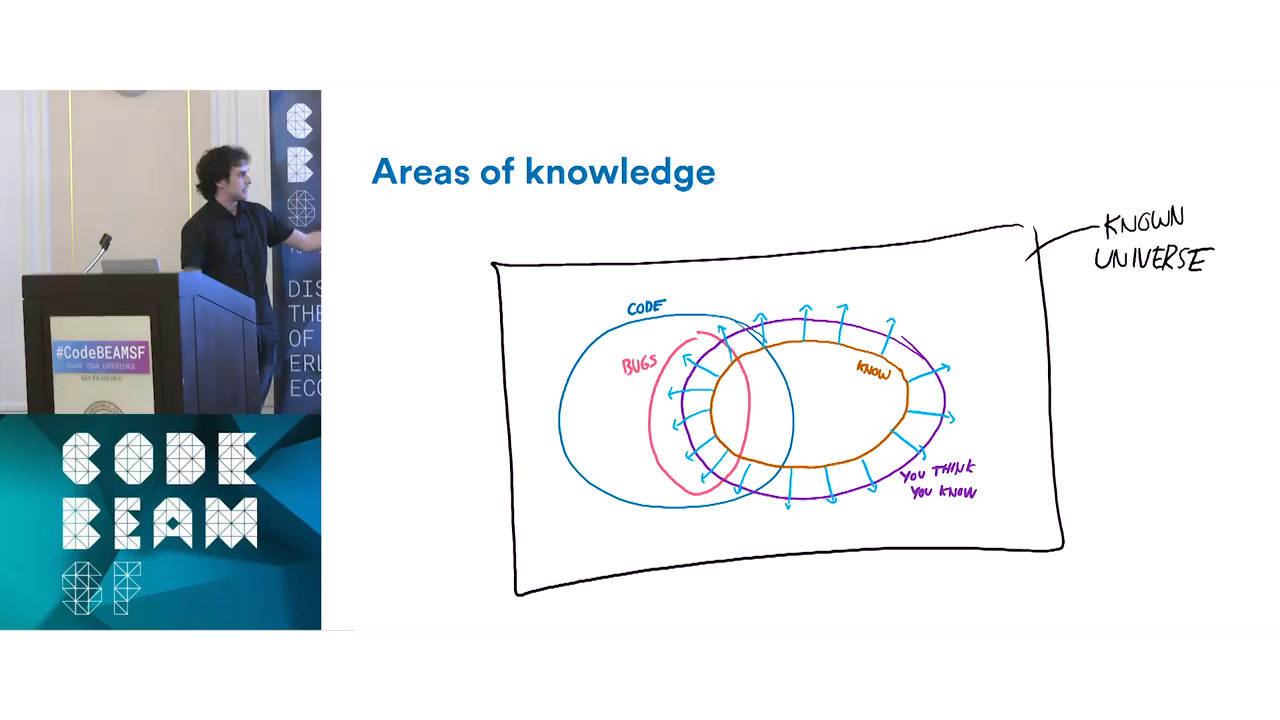 Areas of knowledge
KNOWN
UNIVERSE
CODE
BUGS
KNOW
YOU THINK
YOU KNOW
C
B
S
DIS
THE
OF
ERL
ECO
#CodeBEAMSF
SHARE YOUR EXPERIENCE
SAN FRANCISCO
CODE
BEAM
SF